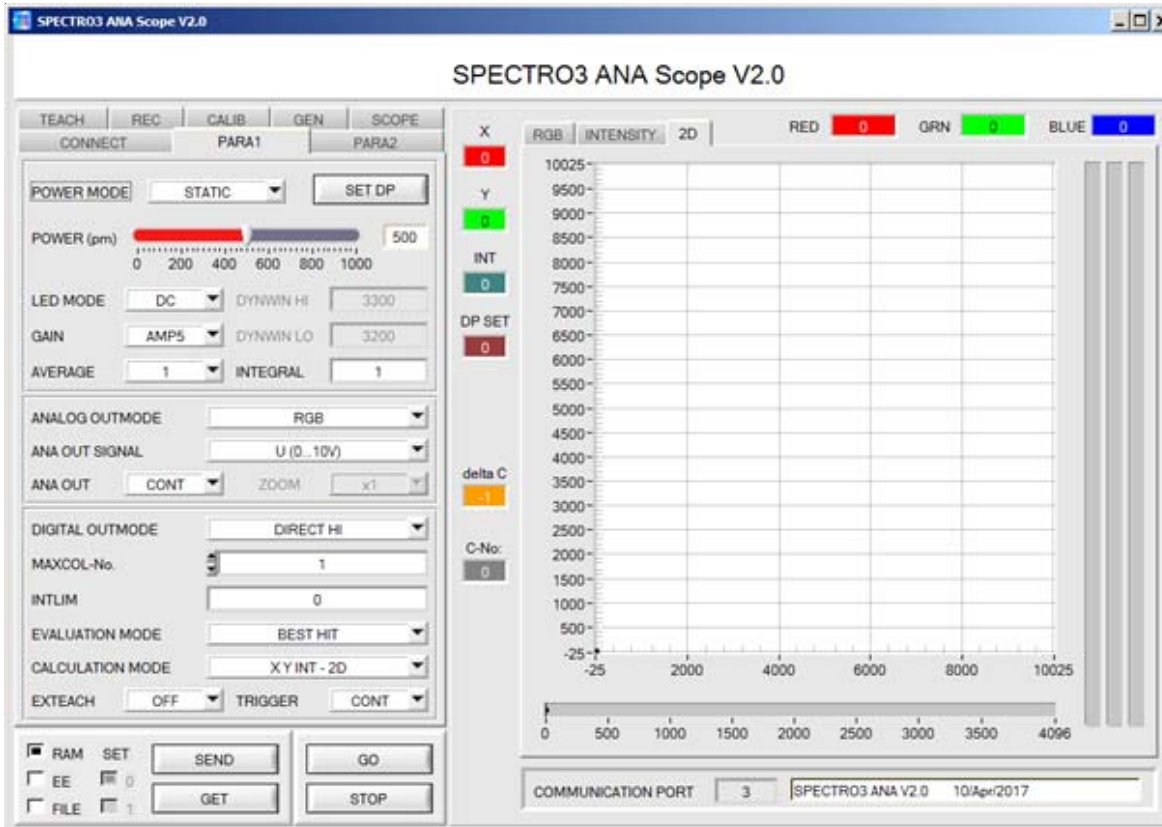 SPECTRO3 ANA Scope V2.0
SPECTRO3 ANA Scope V2.0
TEACH REC CALIB GEN SCOPE
CONNECT PARA1 PARA2
POWER MODE STATIC SET DP
POWER (pm) 500
0 200 400 600 800 1000
LED MODE DC DYNWIN HI 3300
GAIN AMP5 DYNWIN LO 3200
AVERAGE 1 INTEGRAL 1
ANALOG OUTMODE RGB
ANA OUT SIGNAL U (0...10V)
ANA OUT CONT ZOOM x1
DIGITAL OUTMODE DIRECT HI
MAXCOL-No. 1
INTLIM 0
EVALUATION MODE BEST HIT
CALCULATION MODE X Y INT - 2D
EXTEACH OFF TRIGGER CONT
RAM SET SEND GO
EE 0
FILE 1 GET STOP
X
0
Y
0
INT
0
DP SET
0
delta C
-1
C-No:
0
RGB INTENSITY 2D RED 0 GRN 0 BLUE 0
10025
9500
9000
8500
8000
7500
7000
6500
6000
5500
5000
4500
4000
3500
3000
2500
2000
1500
1000
500
-25
-25 2000 4000 6000 8000 10025
0 500 1000 1500 2000 2500 3000 3500 4096
COMMUNICATION PORT 3 SPECTRO3 ANA V2.0 10/Apr/2017